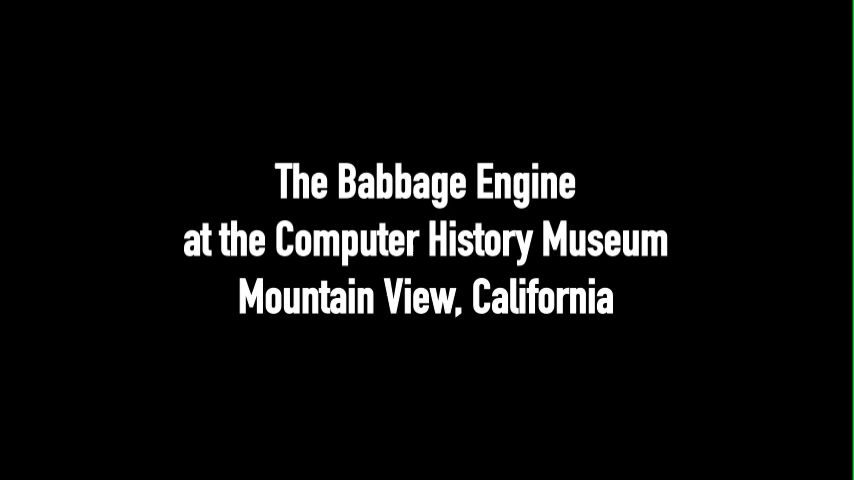 The Babbage Engine
at the Computer History Museum
Mountain View, California